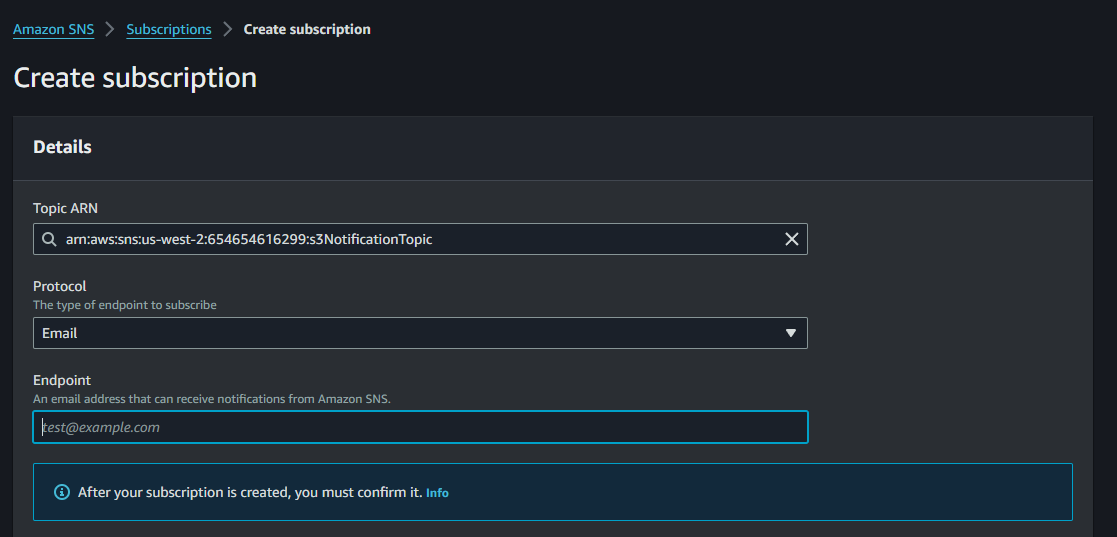 Amazon SNS > Subscriptions > Create subscription
Create subscription
Details
Topic ARN
arn:aws:sns:us-west-2:654654616299:s3NotificationTopic
Protocol
The type of endpoint to subscribe
Email
Endpoint
An email address that can receive notifications from Amazon SNS.
test@example.com
After your subscription is created, you must confirm it. Info